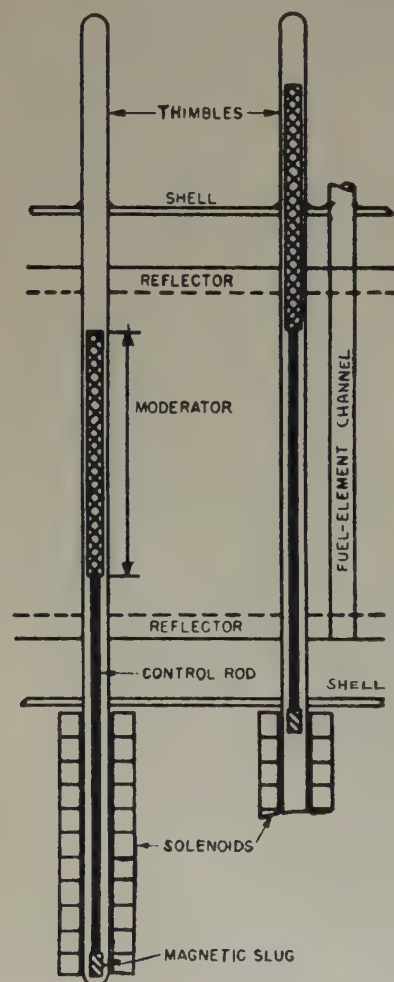 THIMBLES
SHELL
REFLECTOR
MODERATOR
FUEL-ELEMENT CHANNEL
REFLECTOR
CONTROL ROD
SHELL
SOLENOIDS
MAGNETIC SLUG